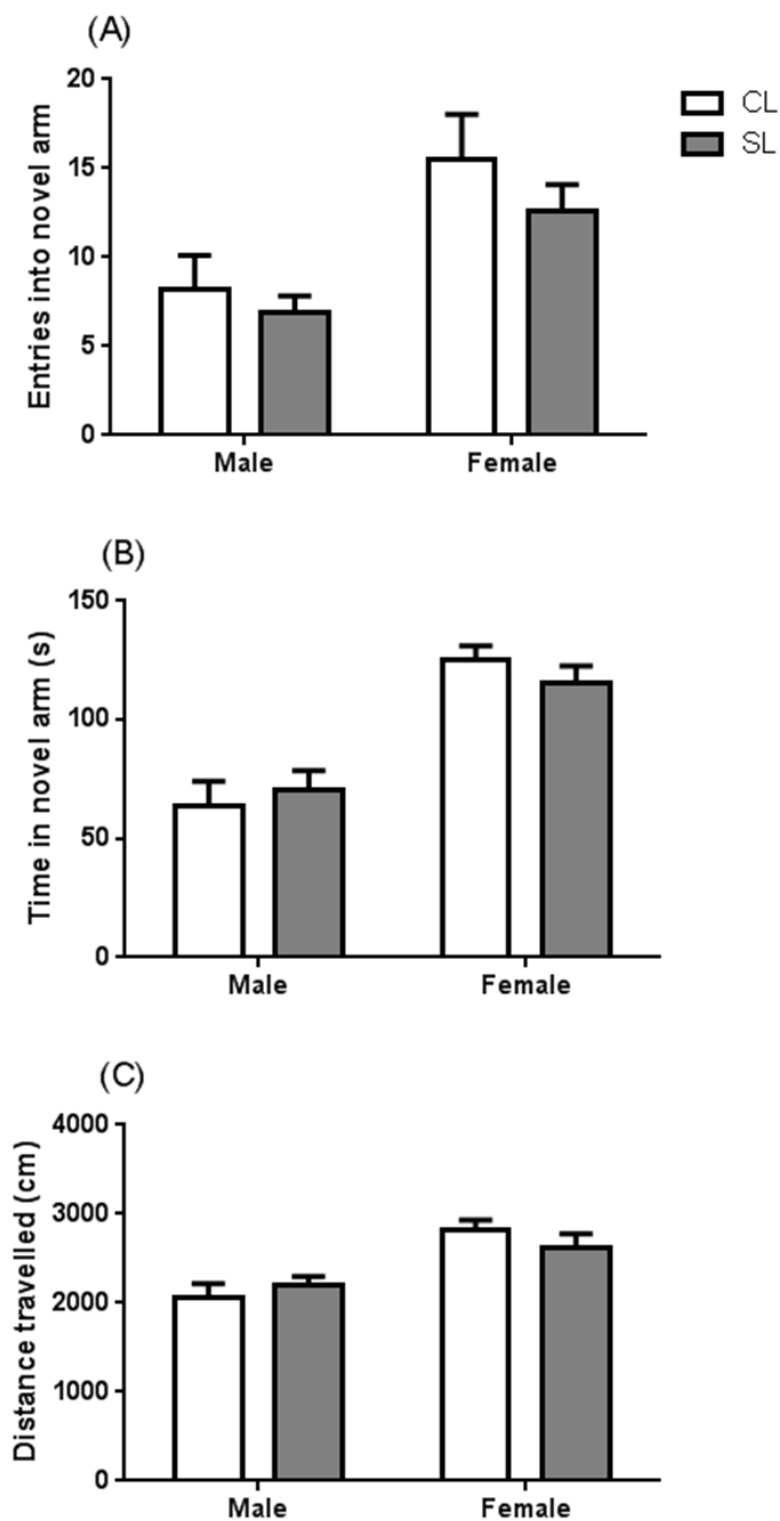 (A)
Entries into novel arm
20
15
10
5
0
Male Female
CL
SL
(B)
Time in novel arm (s)
150
100
50
0
Male Female
(C)
Distance travelled (cm)
4000
3000
2000
1000
0
Male Female